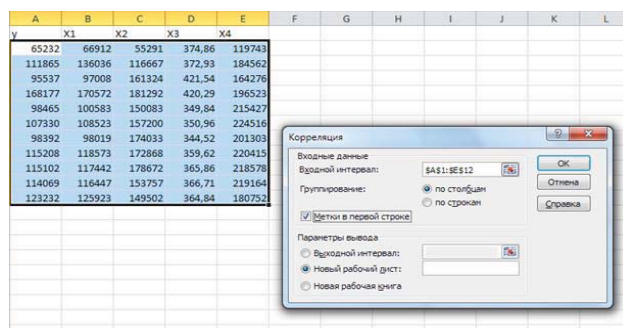 A B C D E F G H I J K L
y X1 X2 X3 X4
65232 66912 55291 374,86 119743
111865 136036 116667 372,93 184562
95537 97008 161324 421,54 164276
168177 170572 181292 420,29 196523
98465 100583 150083 349,84 215427
107330 108523 157200 350,96 224516
98392 98019 174033 344,52 201303
115208 118573 172868 359,62 220415
115102 117442 178672 365,86 218578
114069 116447 153757 366,71 219164
123232 125923 149502 364,84 180752
Корреляция
Входные данные
Входной интервал: $A$1:$E$12
Группирование: по столбцам
по строкам
Метки в первой строке
Параметры вывода
Выходной интервал:
Новый рабочий лист:
Новая рабочая книга
OK
Отмена
Справка